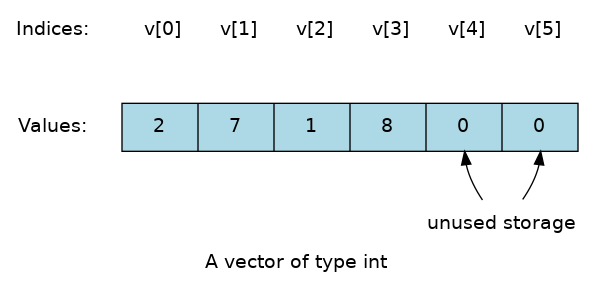 Indices: v[0] v[1] v[2] v[3] v[4] v[5]
Values: 2 7 1 8 0 0
unused storage
A vector of type int